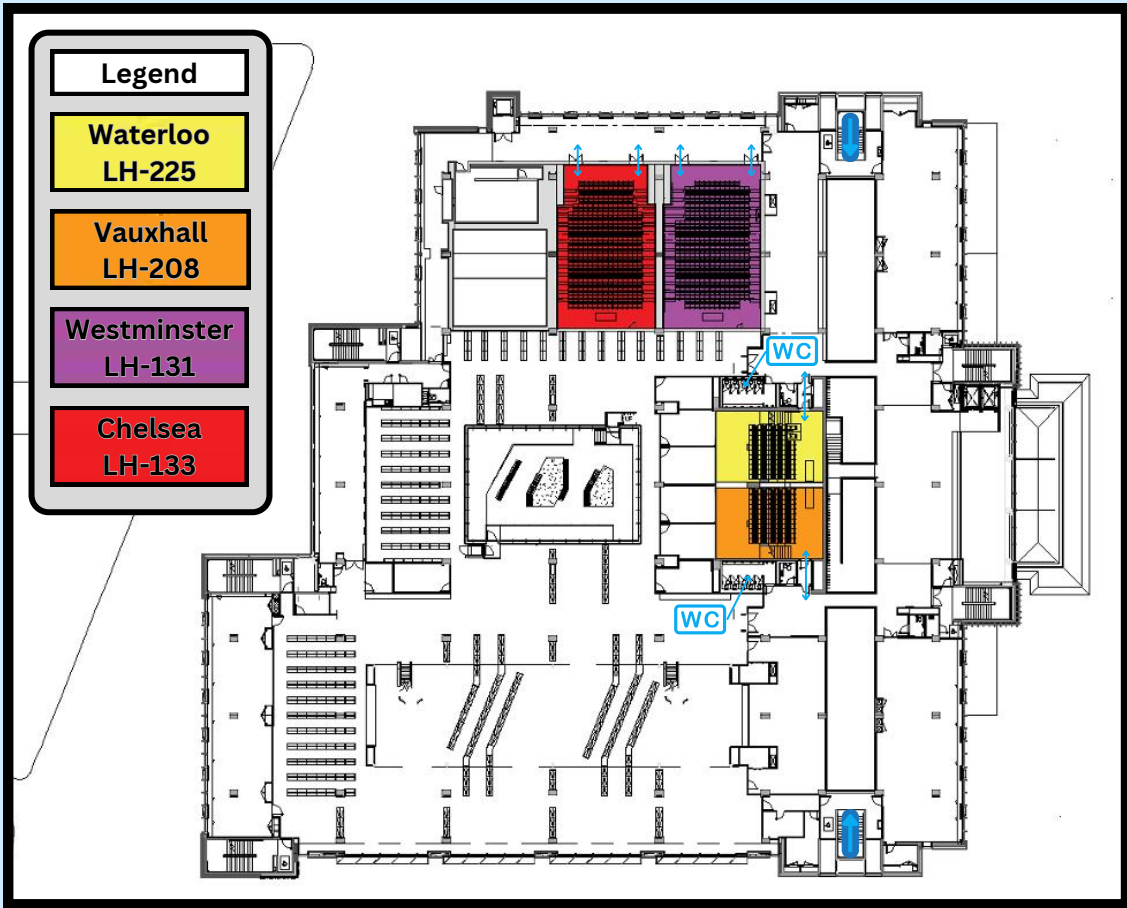 Legend
Waterloo
LH-225
Vauxhall
LH-208
Westminster
LH-131
Chelsea
LH-133
WC
WC